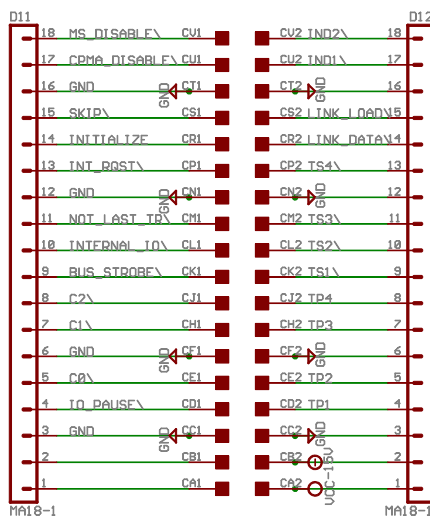 D11 D12
18 MS_DISABLE\ CV1 CV2 IND2\ 18
17 CPMA_DISABLE\ CU1 CU2 IND1\ 17
16 GND CT1 GND CT2 GND 16
15 SKIP\ CS1 CS2 LINK_LOAD\ 15
14 INITIALIZE CR1 CR2 LINK_DATA\ 14
13 INT_RQST\ CP1 CP2 TS4\ 13
12 GND CN1 GND CN2 GND 12
11 NOT_LAST_TR\ CM1 CM2 TS3\ 11
10 INTERNAL_IO\ CL1 CL2 TS2\ 10
9 BUS_STROBE\ CK1 CK2 TS1\ 9
8 C2\ CJ1 CJ2 TP4 8
7 C1\ CH1 CH2 TP3 7
6 GND CF1 GND CF2 GND 6
5 C0\ CE1 CE2 TP2 5
4 IO_PAUSE\ CD1 CD2 TP1 4
3 GND CC1 GND CC2 GND 3
2 CB1 CB2 VCC-15V 2
1 CA1 CA2 1
MA18-1 MA18-1